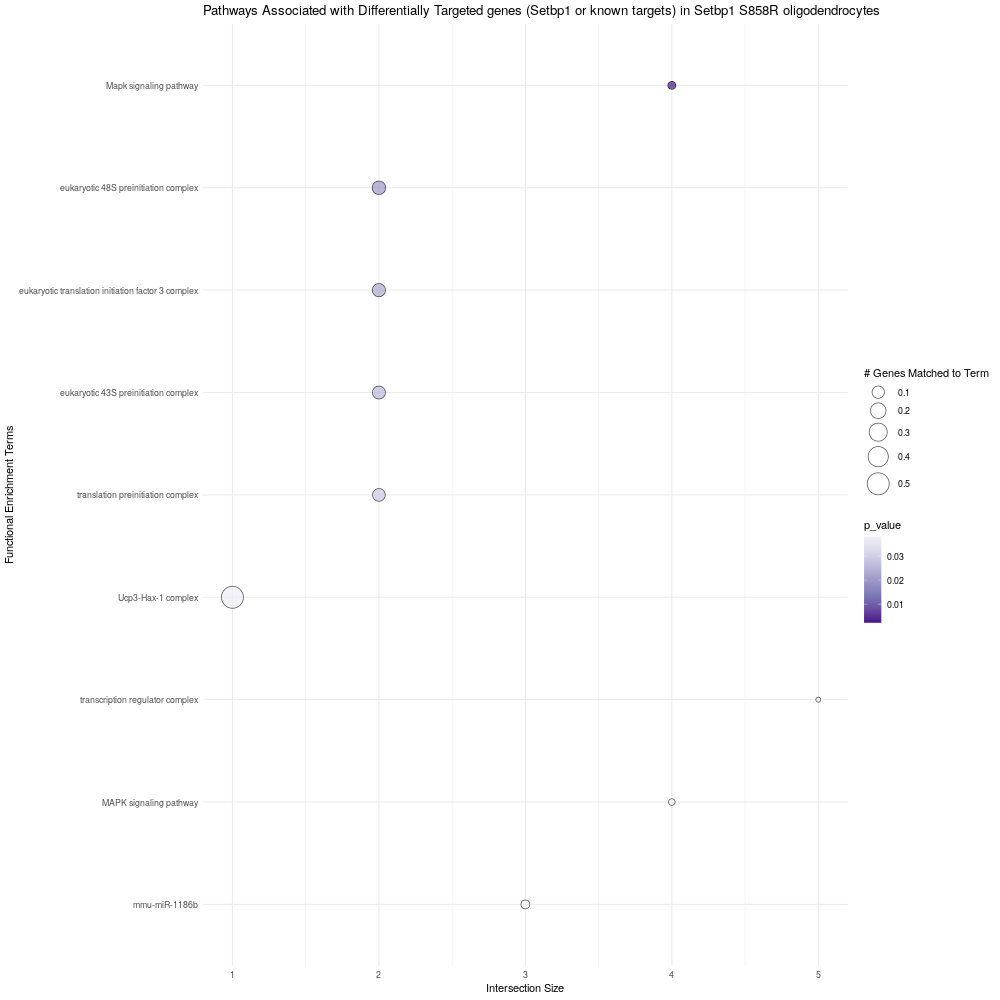 Pathways Associated with Differentially Targeted genes (Setbp1 or known targets) in Setbp1 S858R oligodendrocytes
Functional Enrichment Terms
Mapk signaling pathway
eukaryotic 48S preinitiation complex
eukaryotic translation initiation factor 3 complex
eukaryotic 43S preinitiation complex
translation preinitiation complex
Ucp3-Hax-1 complex
transcription regulator complex
MAPK signaling pathway
mmu-miR-1186b
1 2 3 4 5
Intersection Size
# Genes Matched to Term
0.1
0.2
0.3
0.4
0.5
p_value
0.03
0.02
0.01